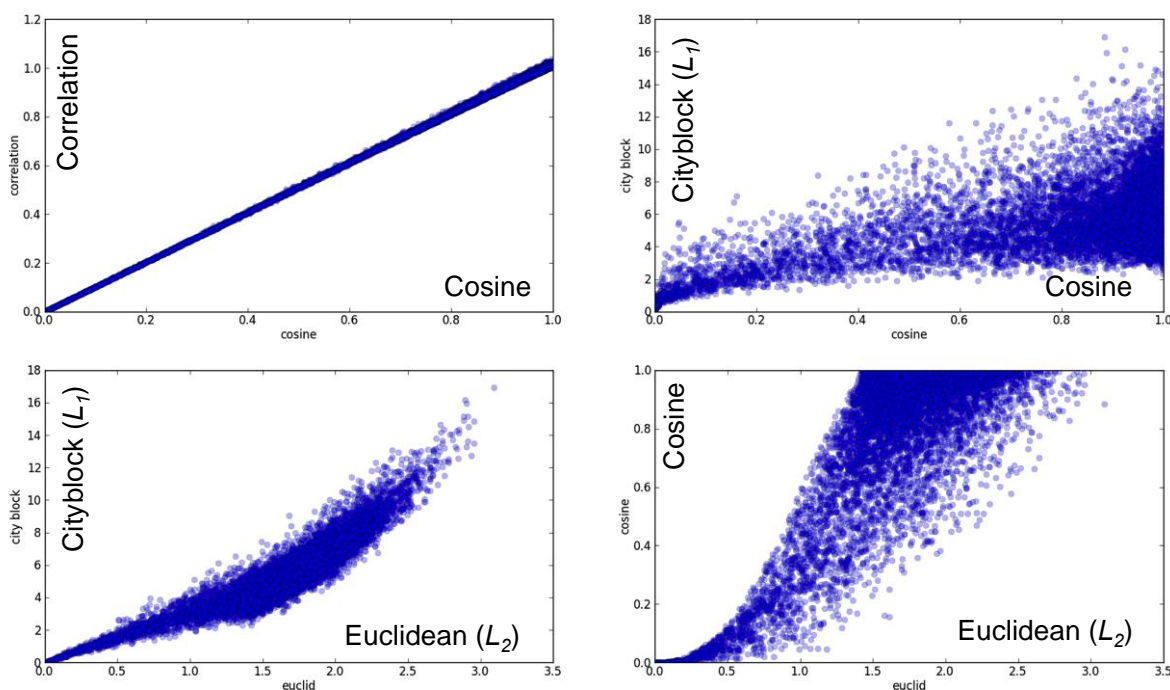 1.2
1.0
0.8
0.6
0.4
0.2
0.0
correlation
Correlation
Cosine
0.0 0.2 0.4 0.6 0.8 1.0
cosine
18
16
14
12
10
8
6
4
2
0
city block
Cityblock (L1)
Cosine
0.0 0.2 0.4 0.6 0.8 1.0
cosine
18
16
14
12
10
8
6
4
2
0
city block
Cityblock (L1)
Euclidean (L2)
0.0 0.5 1.0 1.5 2.0 2.5 3.0 3.5
euclid
1.0
0.8
0.6
0.4
0.2
0.0
cosine
Cosine
Euclidean (L2)
0.0 0.5 1.0 1.5 2.0 2.5 3.0 3.5
euclid